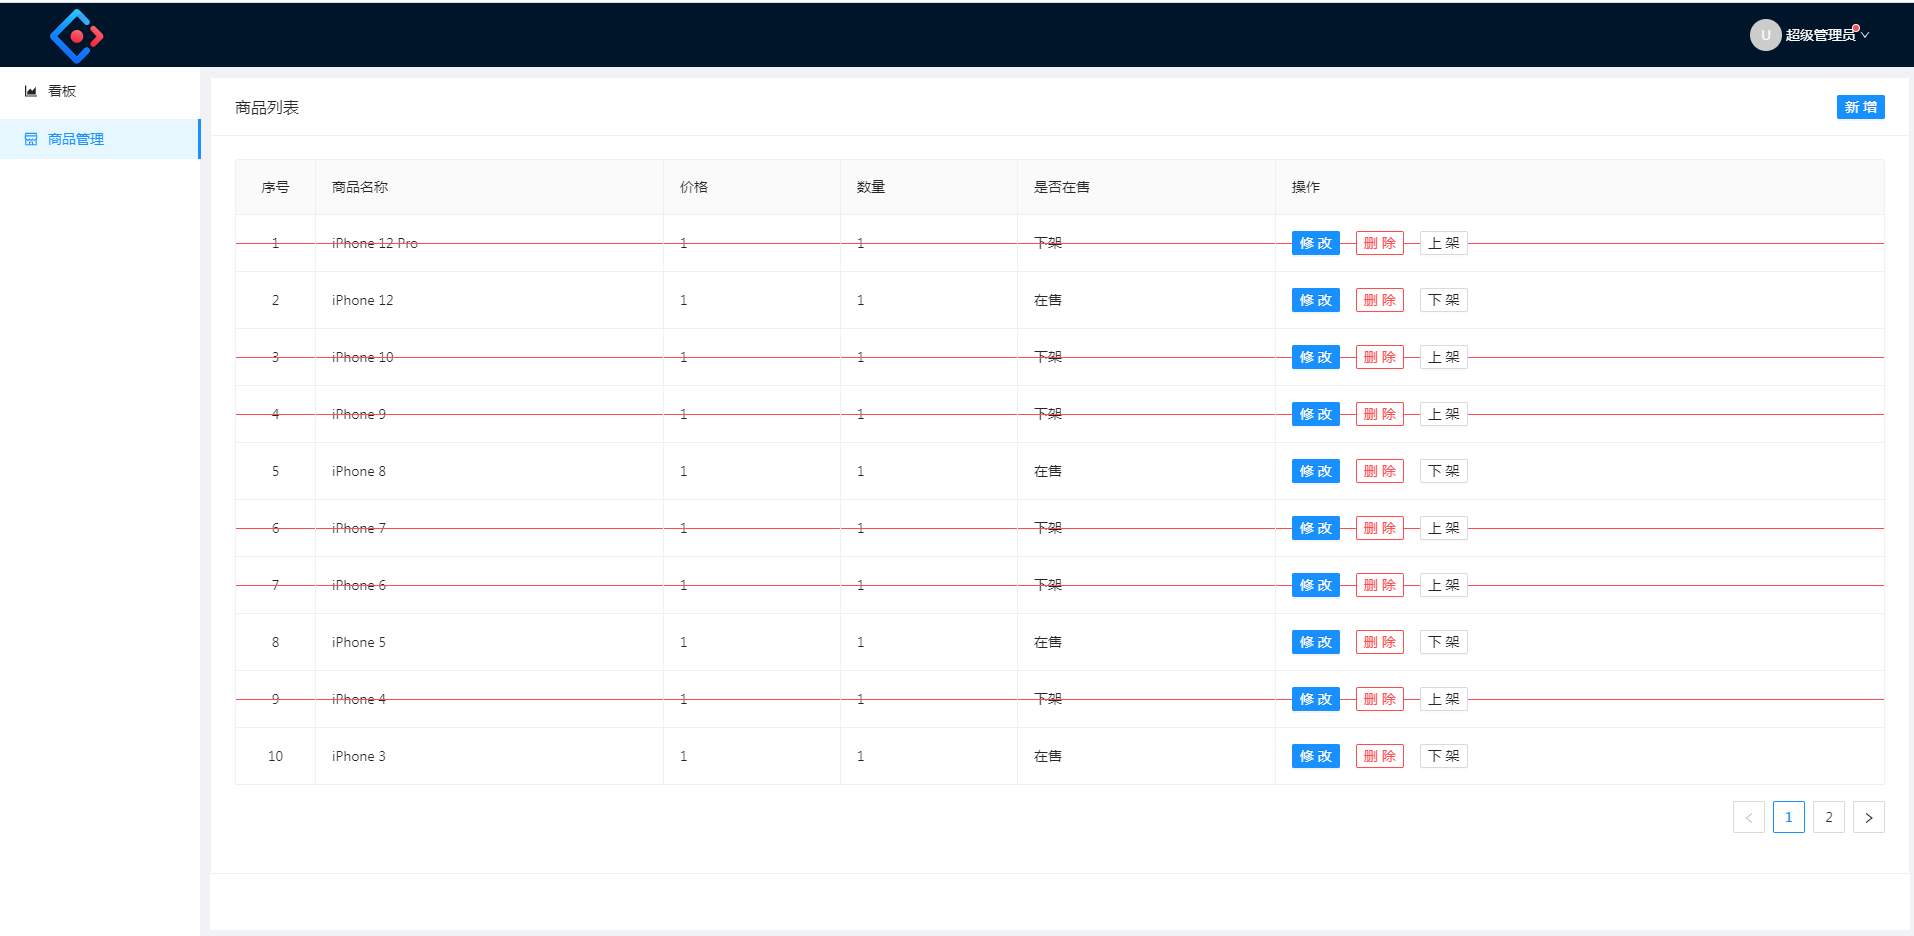 U 超级管理员
看板
商品管理
商品列表 新 增
序号 商品名称 价格 数量 是否在售 操作
1 iPhone 12 Pro 1 1 下架 修 改 删 除 上 架
2 iPhone 12 1 1 在售 修 改 删 除 下 架
3 iPhone 10 1 1 下架 修 改 删 除 上 架
4 iPhone 9 1 1 下架 修 改 删 除 上 架
5 iPhone 8 1 1 在售 修 改 删 除 下 架
6 iPhone 7 1 1 下架 修 改 删 除 上 架
7 iPhone 6 1 1 下架 修 改 删 除 上 架
8 iPhone 5 1 1 在售 修 改 删 除 下 架
9 iPhone 4 1 1 下架 修 改 删 除 上 架
10 iPhone 3 1 1 在售 修 改 删 除 下 架
< 1 2 >